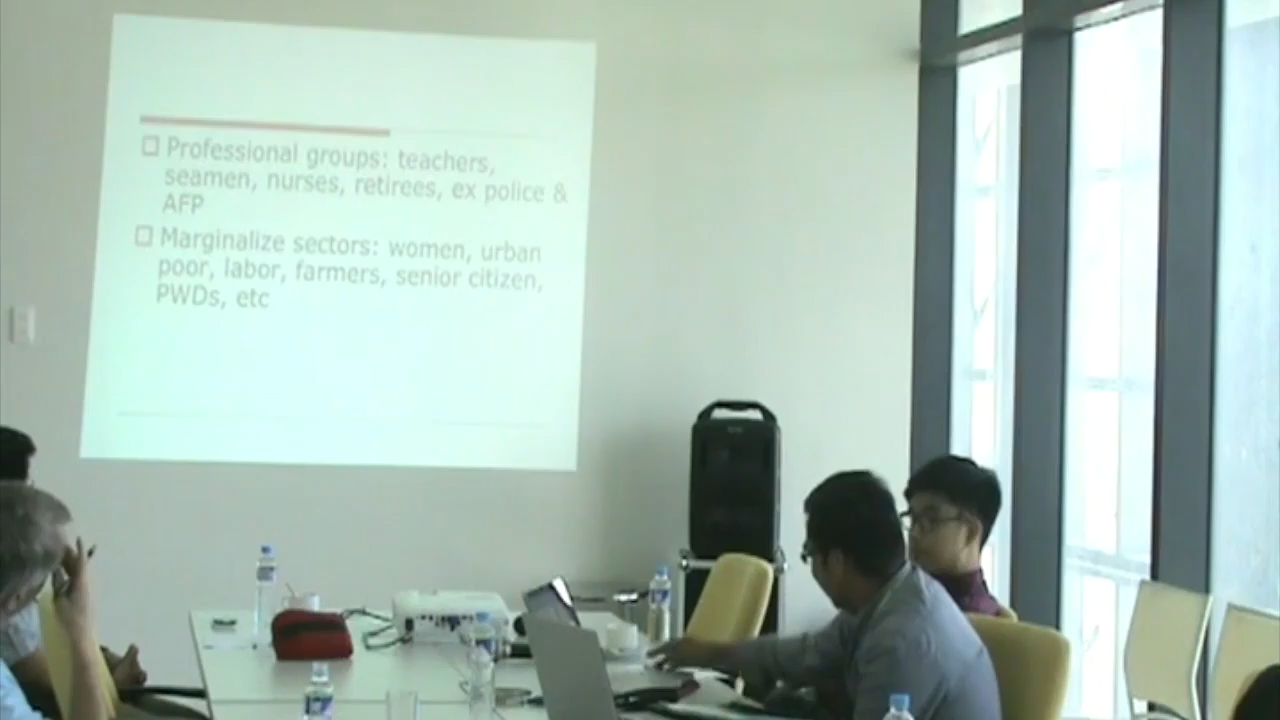 Professional groups: teachers,
seamen, nurses, retirees, ex police &
AFP
Marginalize sectors: women, urban
poor, labor, farmers, senior citizen,
PWDs, etc